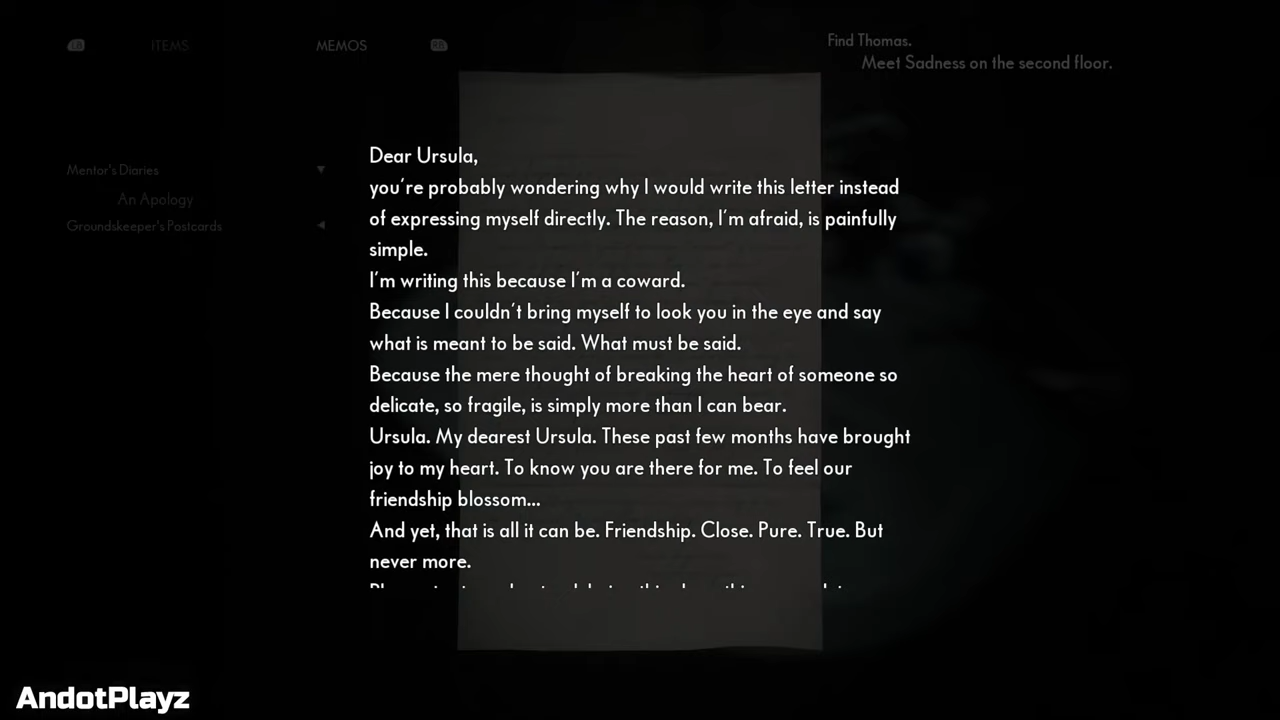 LB ITEMS MEMOS RB
Find Thomas.
Meet Sadness on the second floor.
Mentor's Diaries
An Apology
Groundskeeper's Postcards
Dear Ursula,
you're probably wondering why I would write this letter instead
of expressing myself directly. The reason, I'm afraid, is painfully
simple.
I'm writing this because I'm a coward.
Because I couldn't bring myself to look you in the eye and say
what is meant to be said. What must be said.
Because the mere thought of breaking the heart of someone so
delicate, so fragile, is simply more than I can bear.
Ursula. My dearest Ursula. These past few months have brought
joy to my heart. To know you are there for me. To feel our
friendship blossom...
And yet, that is all it can be. Friendship. Close. Pure. True. But
never more.
AndotPlayz